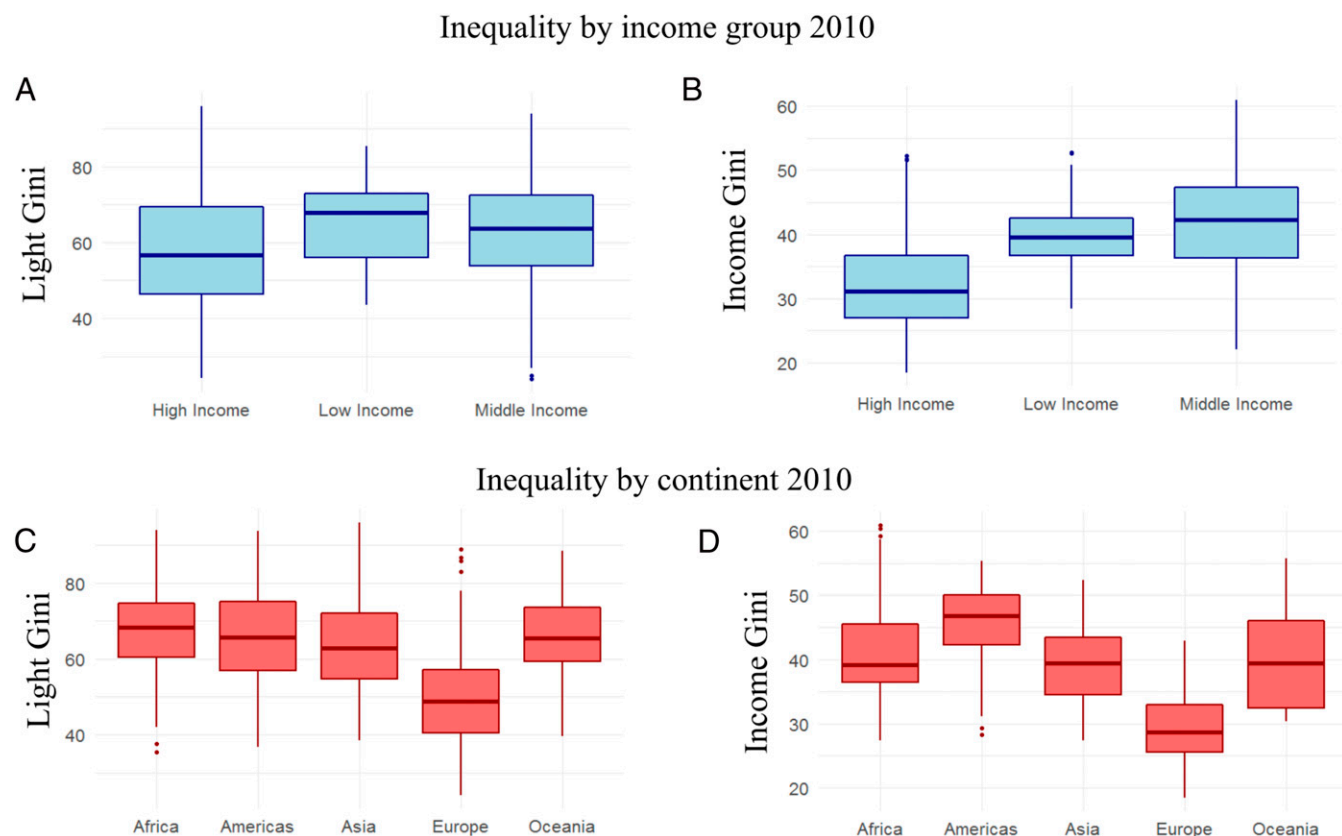 Inequality by income group 2010
A
B
Light Gini
80
60
40
High Income Low Income Middle Income
Income Gini
60
50
40
30
20
High Income Low Income Middle Income
Inequality by continent 2010
C
D
Light Gini
80
60
40
Africa Americas Asia Europe Oceania
Income Gini
60
50
40
30
20
Africa Americas Asia Europe Oceania